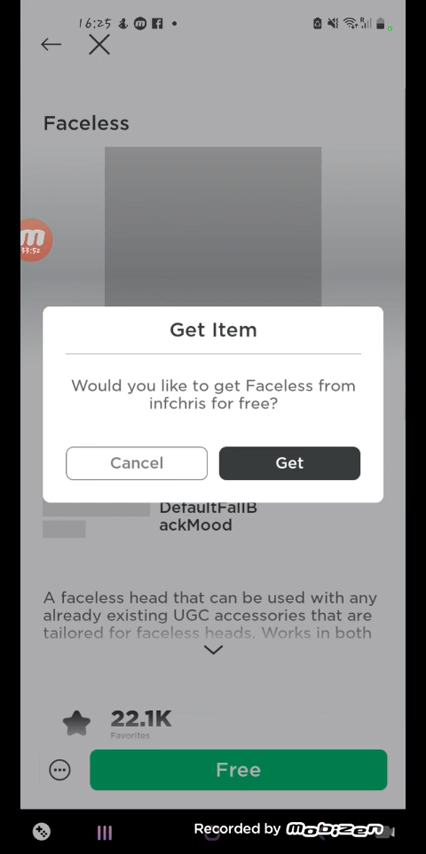 16:25
Faceless
33:52
Get Item
Would you like to get Faceless from
infchris for free?
Cancel
Get
DefaultFallB
ackMood
A faceless head that can be used with any
already existing UGC accessories that are
tailored for faceless heads. Works in both
22.1K
Favorites
Free
Recorded by mobizen